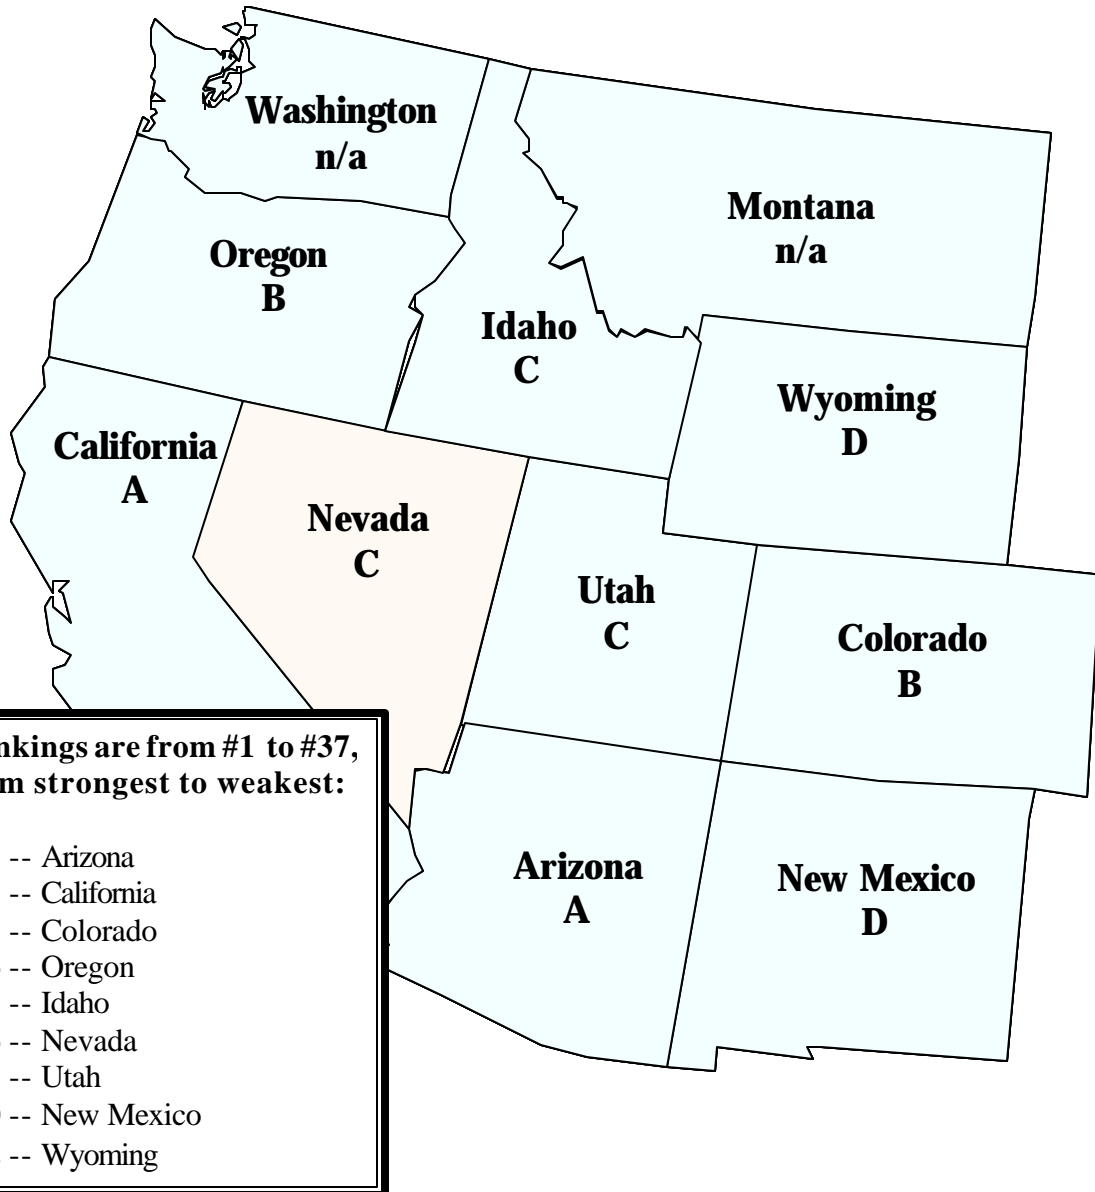 Washington
n/a
Montana
n/a
Oregon
B
Idaho
C
Wyoming
D
California
A
Nevada
C
Utah
C
Colorado
B
Arizona
A
New Mexico
D
are from #1 to #37,
strongest to weakest:
-- Arizona
-- California
-- Colorado
-- Oregon
-- Idaho
-- Nevada
-- Utah
-- New Mexico
-- Wyoming